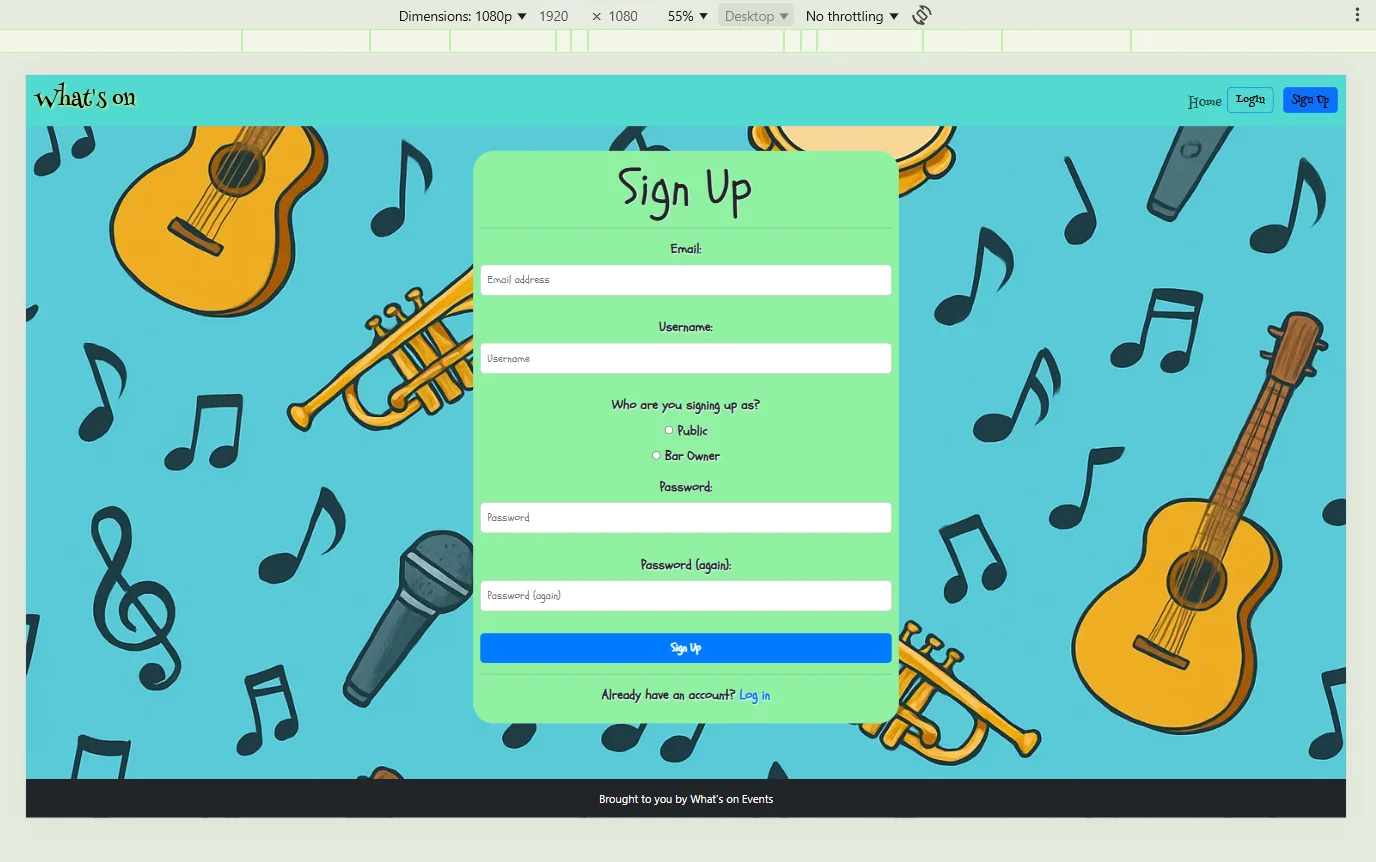 Dimensions: 1080p ▼ 1920 × 1080 55% ▼ Desktop ▼ No throttling ▼
What's on
Home Login Sign Up
Sign Up
Email:
Email address
Username:
Username
Who are you signing up as?
Public
Bar Owner
Password:
Password
Password (again):
Password (again)
Sign Up
Already have an account? Log in
Brought to you by What's on Events